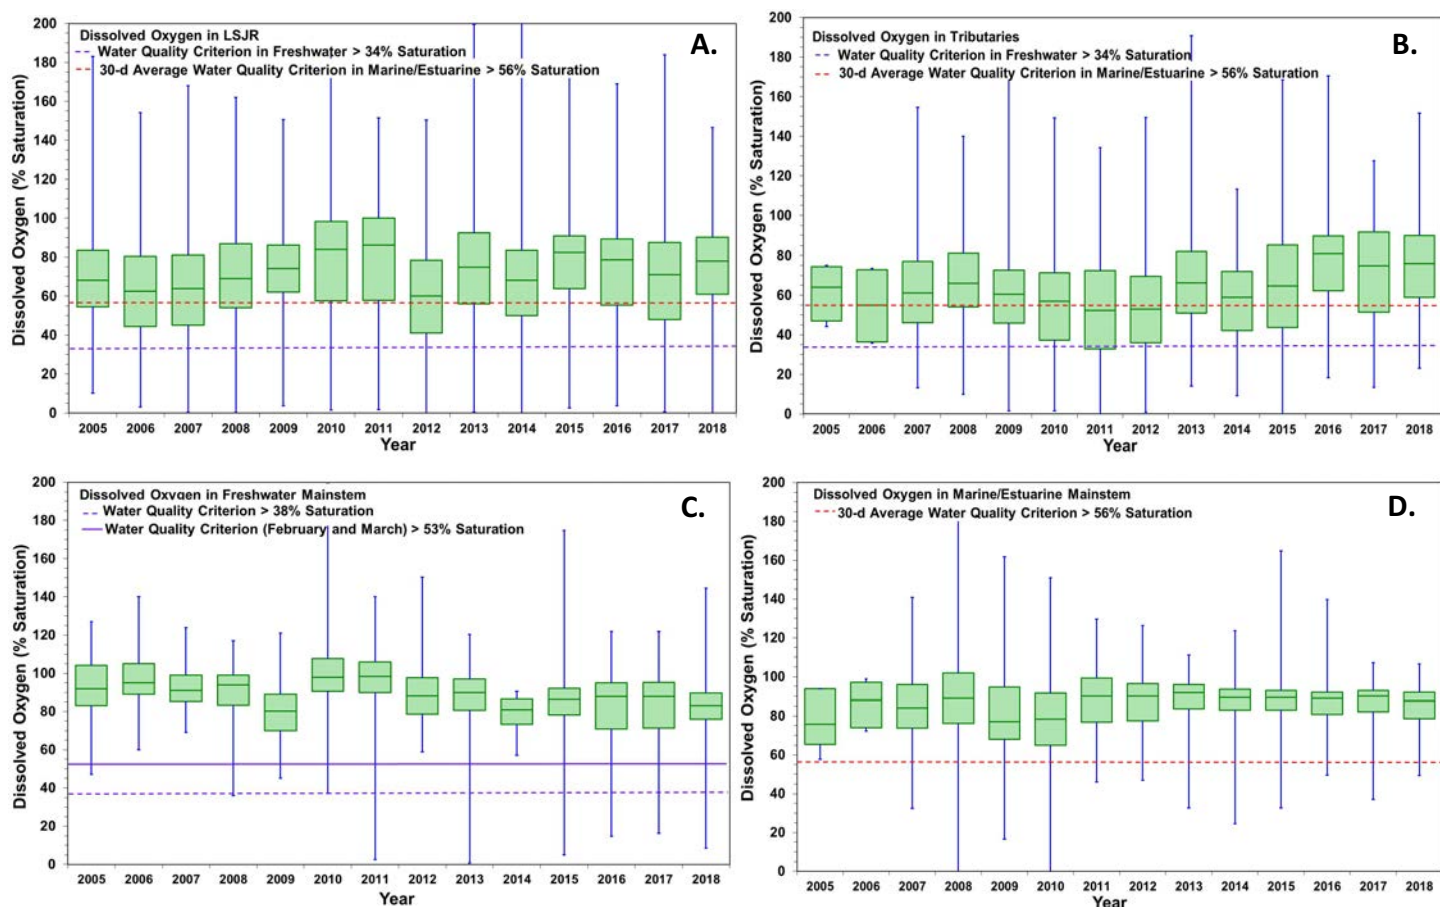 A.
Dissolved Oxygen in LSJR
Water Quality Criterion in Freshwater > 34% Saturation
30-d Average Water Quality Criterion in Marine/Estuarine > 56% Saturation
Dissolved Oxygen (% Saturation)
200
180
160
140
120
100
80
60
40
20
0
2005 2006 2007 2008 2009 2010 2011 2012 2013 2014 2015 2016 2017 2018
Year
B.
Dissolved Oxygen in Tributaries
Water Quality Criterion in Freshwater > 34% Saturation
30-d Average Water Quality Criterion in Marine/Estuarine > 56% Saturation
Dissolved Oxygen (% Saturation)
200
180
160
140
120
100
80
60
40
20
0
2005 2006 2007 2008 2009 2010 2011 2012 2013 2014 2015 2016 2017 2018
Year
C.
Dissolved Oxygen in Freshwater Mainstem
Water Quality Criterion > 38% Saturation
Water Quality Criterion (February and March) > 53% Saturation
Dissolved Oxygen (% Saturation)
200
180
160
140
120
100
80
60
40
20
0
2005 2006 2007 2008 2009 2010 2011 2012 2013 2014 2015 2016 2017 2018
Year
D.
Dissolved Oxygen in Marine/Estuarine Mainstem
30-d Average Water Quality Criterion > 56% Saturation
Dissolved Oxygen (% Saturation)
200
180
160
140
120
100
80
60
40
20
0
2005 2006 2007 2008 2009 2010 2011 2012 2013 2014 2015 2016 2017 2018
Year